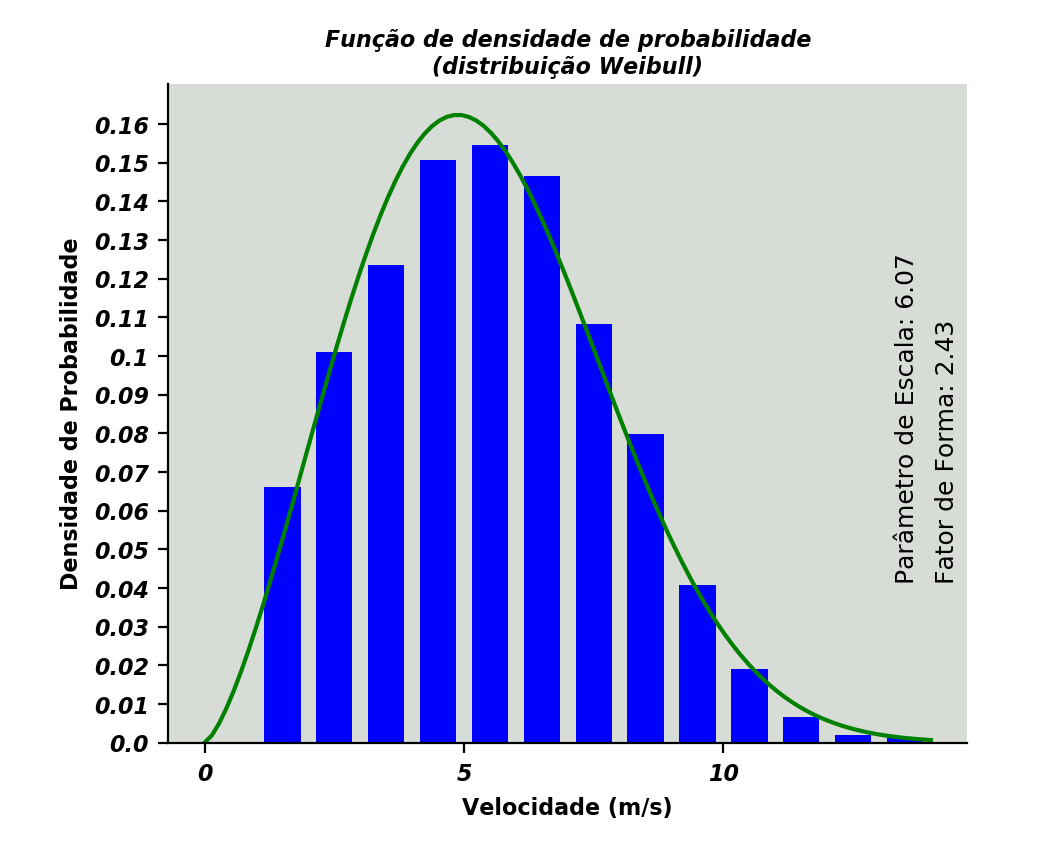 Função de densidade de probabilidade
(distribuição Weibull)
Densidade de Probabilidade
0.16
0.15
0.14
0.13
0.12
0.11
0.1
0.09
0.08
0.07
0.06
0.05
0.04
0.03
0.02
0.01
0.0
Parâmetro de Escala: 6.07
Fator de Forma: 2.43
0 5 10
Velocidade (m/s)